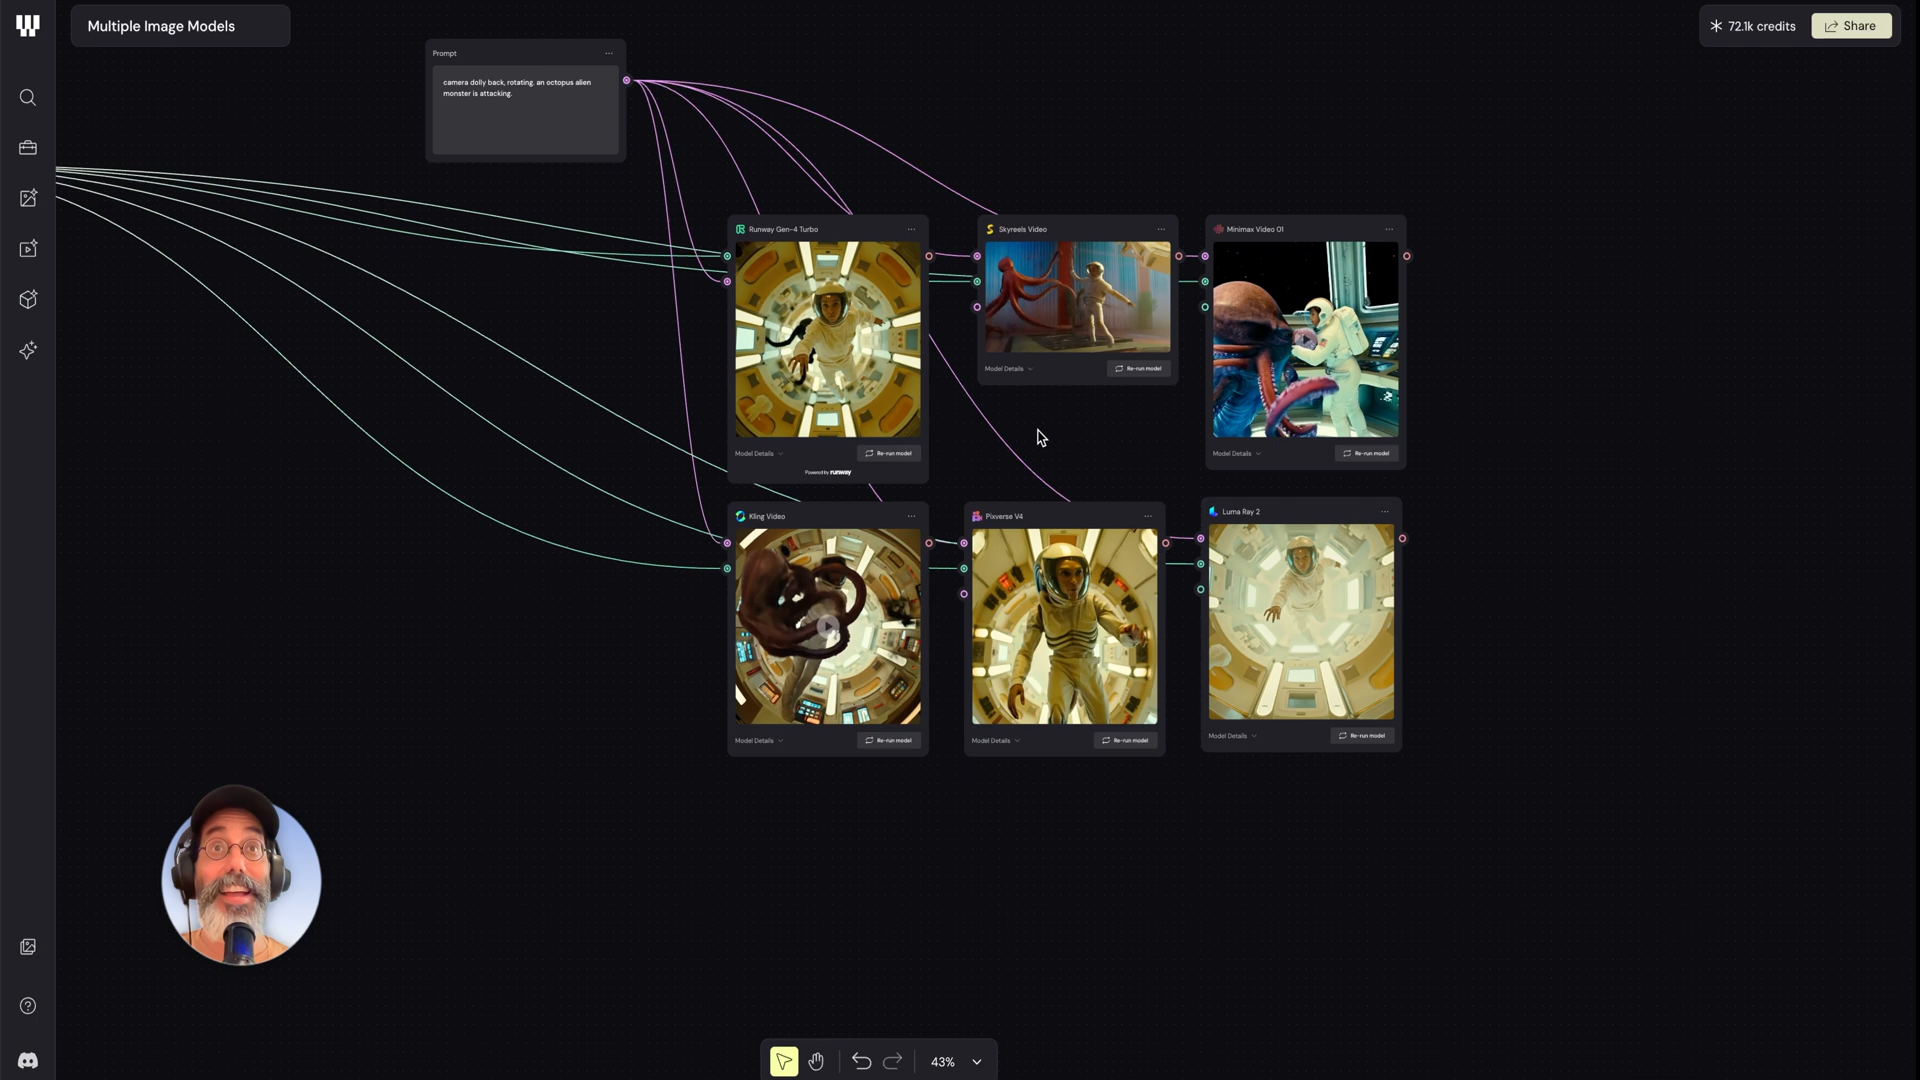 Multiple Image Models
72.1k credits
Share
Prompt
camera dolly back, rotating. an octopus alien
monster is attacking.
Runway Gen-4 Turbo
Skyreels Video
Minimax Video 01
Model Details
Re-run model
Model Details
Re-run model
Powered by runway
Model Details
Re-run model
Kling Video
Pixverse V4
Luma Ray 2
Model Details
Re-run model
Model Details
Re-run model
Model Details
Re-run model
43%